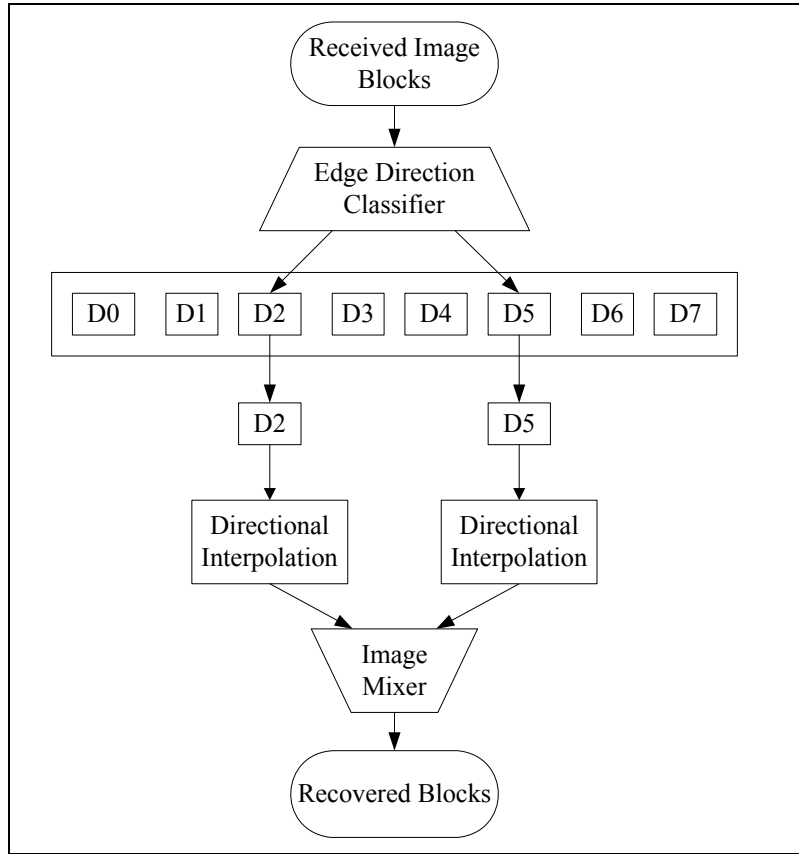 Received Image
Blocks
Edge Direction
Classifier
D0 D1 D2 D3 D4 D5 D6 D7
D2 D5
Directional
Interpolation
Directional
Interpolation
Image
Mixer
Recovered Blocks